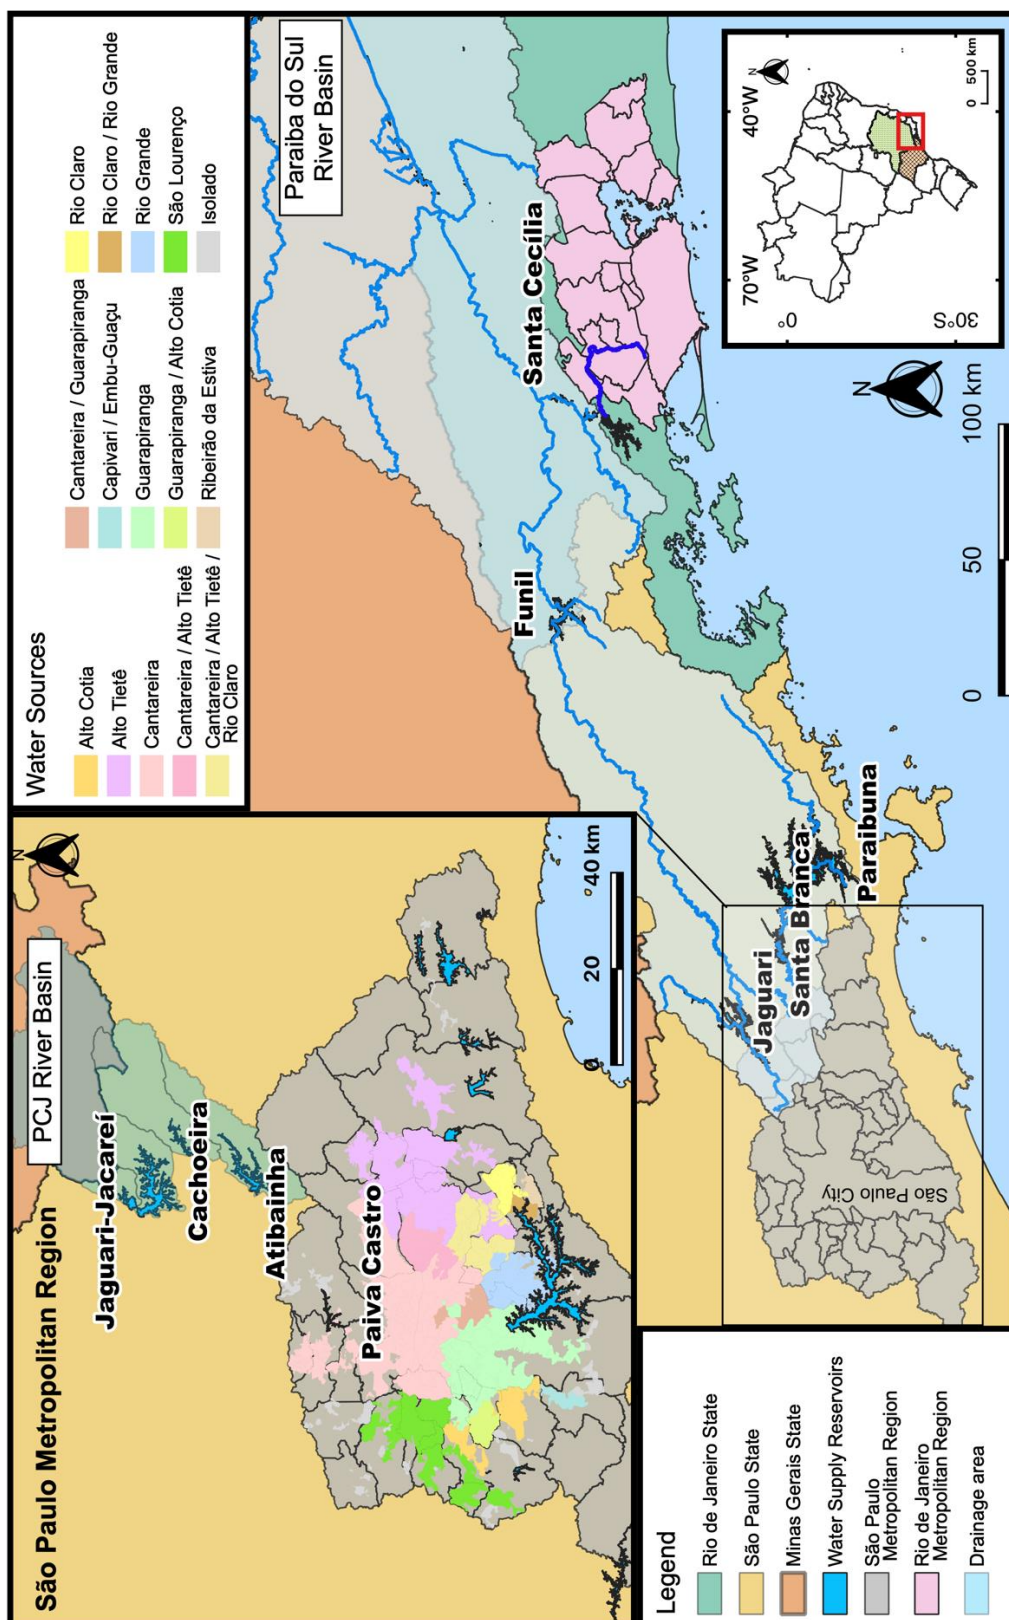 São Paulo Metropolitan Region
PCJ River Basin
N
Jaguari-Jacareí
Cachoeira
Atibainha
Paiva Castro
0
20
40 km
Water Sources
Alto Cotia
Alto Tietê
Cantareira
Cantareira / Alto Tietê
Cantareira / Alto Tietê /
Rio Claro
Cantareira / Guarapiranga
Capivari / Embu-Guaçu
Guarapiranga
Guarapiranga / Alto Cotia
Ribeirão da Estiva
Rio Claro
Rio Claro / Rio Grande
Rio Grande
São Lourenço
Isolado
Paraiba do Sul
River Basin
Funil
Santa Cecília
Jaguari
Santa Branca
Paraibuna
São Paulo City
Legend
Rio de Janeiro State
São Paulo State
Minas Gerais State
Water Supply Reservoirs
São Paulo
Metropolitan Region
Rio de Janeiro
Metropolitan Region
Drainage area
0
50
100 km
N
70°W
40°W
N
0°
30°S
0
500 km